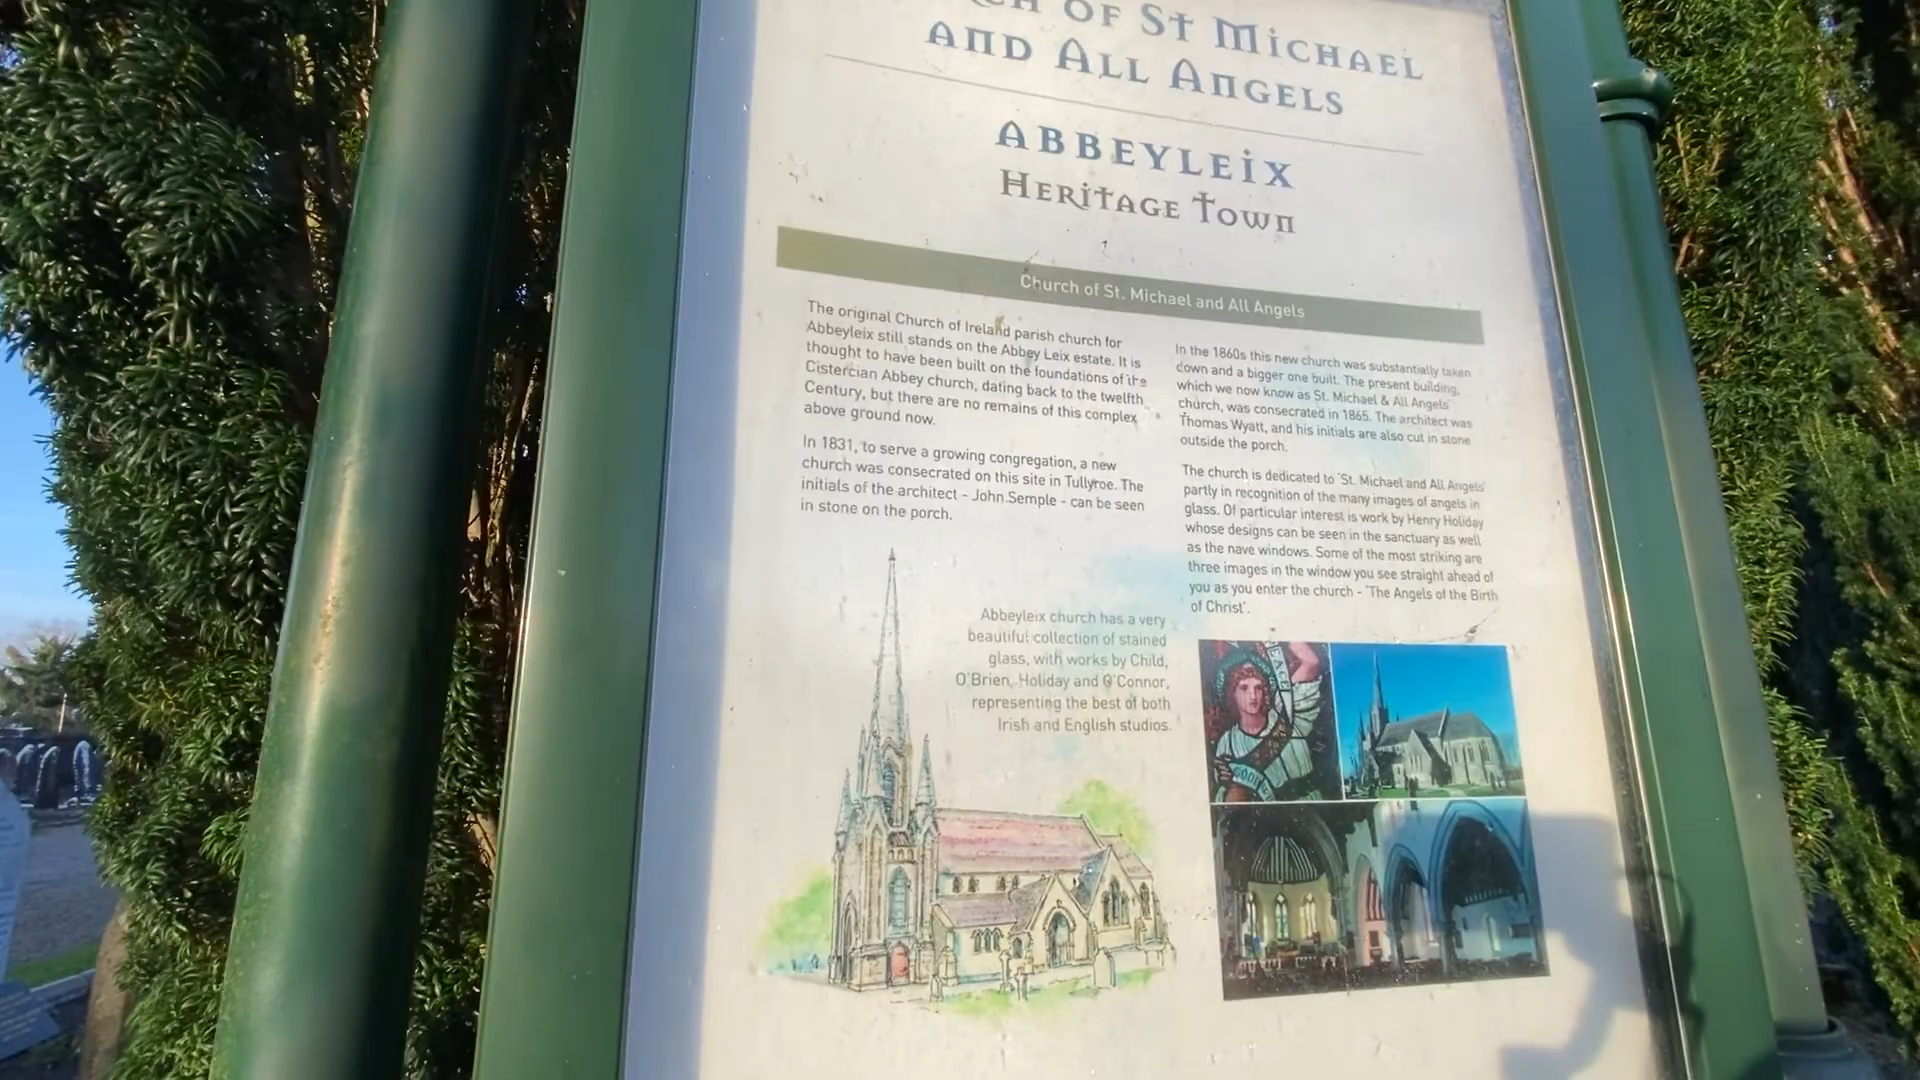 CH OF ST MICHAEL
AND ALL ANGELS
ABBEYLEIX
HERITAGE TOWN
Church of St. Michael and All Angels
The original Church of Ireland parish church for
Abbeyleix still stands on the Abbey Leix estate. It is
thought to have been built on the foundations of the
Cistercian Abbey church, dating back to the twelfth
Century, but there are no remains of this complex
above ground now.
In 1831, to serve a growing congregation, a new
church was consecrated on this site in Tullyroe. The
initials of the architect - John Semple - can be seen
in stone on the porch.
Abbeyleix church has a very
beautiful collection of stained
glass, with works by Child,
O'Brien, Holiday and O'Connor,
representing the best of both
Irish and English studios.
In the 1860s this new church was substantially taken
down and a bigger one built. The present building,
which we now know as St. Michael & All Angels'
church, was consecrated in 1865. The architect was
Thomas Wyatt, and his initials are also cut in stone
outside the porch.
The church is dedicated to 'St. Michael and All Angels'
partly in recognition of the many images of angels in
glass. Of particular interest is work by Henry Holiday
whose designs can be seen in the sanctuary as well
as the nave windows. Some of the most striking are
three images in the window you see straight ahead of
you as you enter the church - 'The Angels of the Birth
of Christ'.